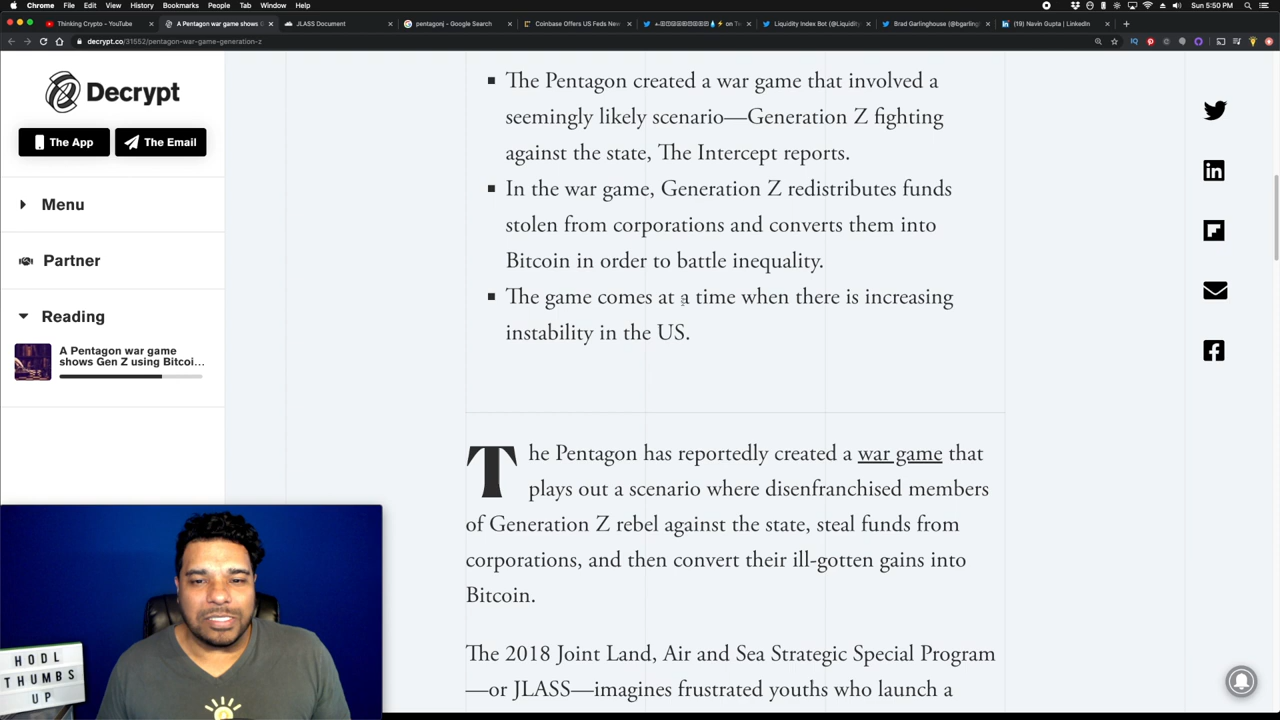 Chrome File Edit View History Bookmarks People Tab Window Help
Sun 5:50 PM
Thinking Crypto - YouTube
A Pentagon war game shows G
JLASS Document
pentagonj - Google Search
Coinbase Offers US Feds New
on Tw
Liquidity Index Bot (@Liquidity
Brad Garlinghouse (@bgarling
(19) Navin Gupta | LinkedIn
decrypt.co/31552/pentagon-war-game-generation-z
Decrypt
The App
The Email
Menu
Partner
Reading
A Pentagon war game
shows Gen Z using Bitcoi...
The Pentagon created a war game that involved a
seemingly likely scenario—Generation Z fighting
against the state, The Intercept reports.
In the war game, Generation Z redistributes funds
stolen from corporations and converts them into
Bitcoin in order to battle inequality.
The game comes at a time when there is increasing
instability in the US.
The Pentagon has reportedly created a war game that
plays out a scenario where disenfranchised members
of Generation Z rebel against the state, steal funds from
corporations, and then convert their ill-gotten gains into
Bitcoin.
The 2018 Joint Land, Air and Sea Strategic Special Program
—or JLASS—imagines frustrated youths who launch a
HODL
THUMBS
UP